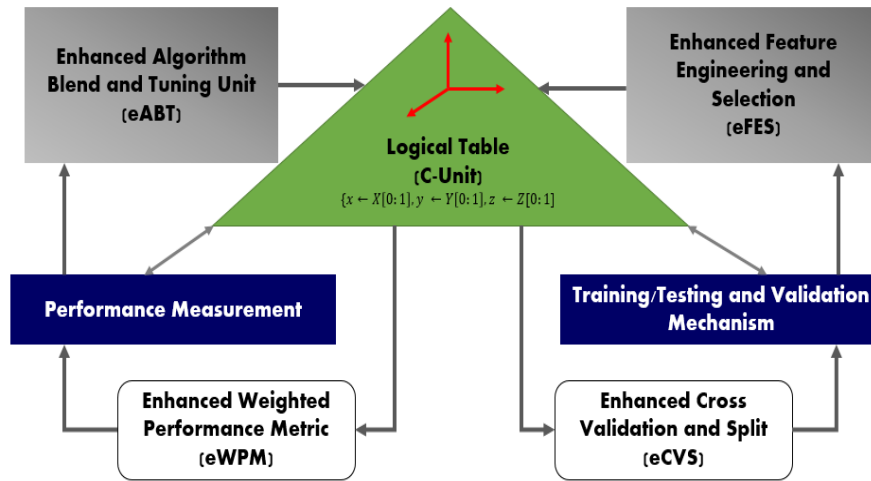 Enhanced Algorithm
Blend and Tuning Unit
(eABT)
Enhanced Feature
Engineering and
Selection
(eFES)
Logical Table
(C-Unit)
{x ← X[0:1], y ← Y[0:1], z ← Z[0:1]
Performance Measurement
Training/Testing and Validation
Mechanism
Enhanced Weighted
Performance Metric
(eWPM)
Enhanced Cross
Validation and Split
(eCVS)